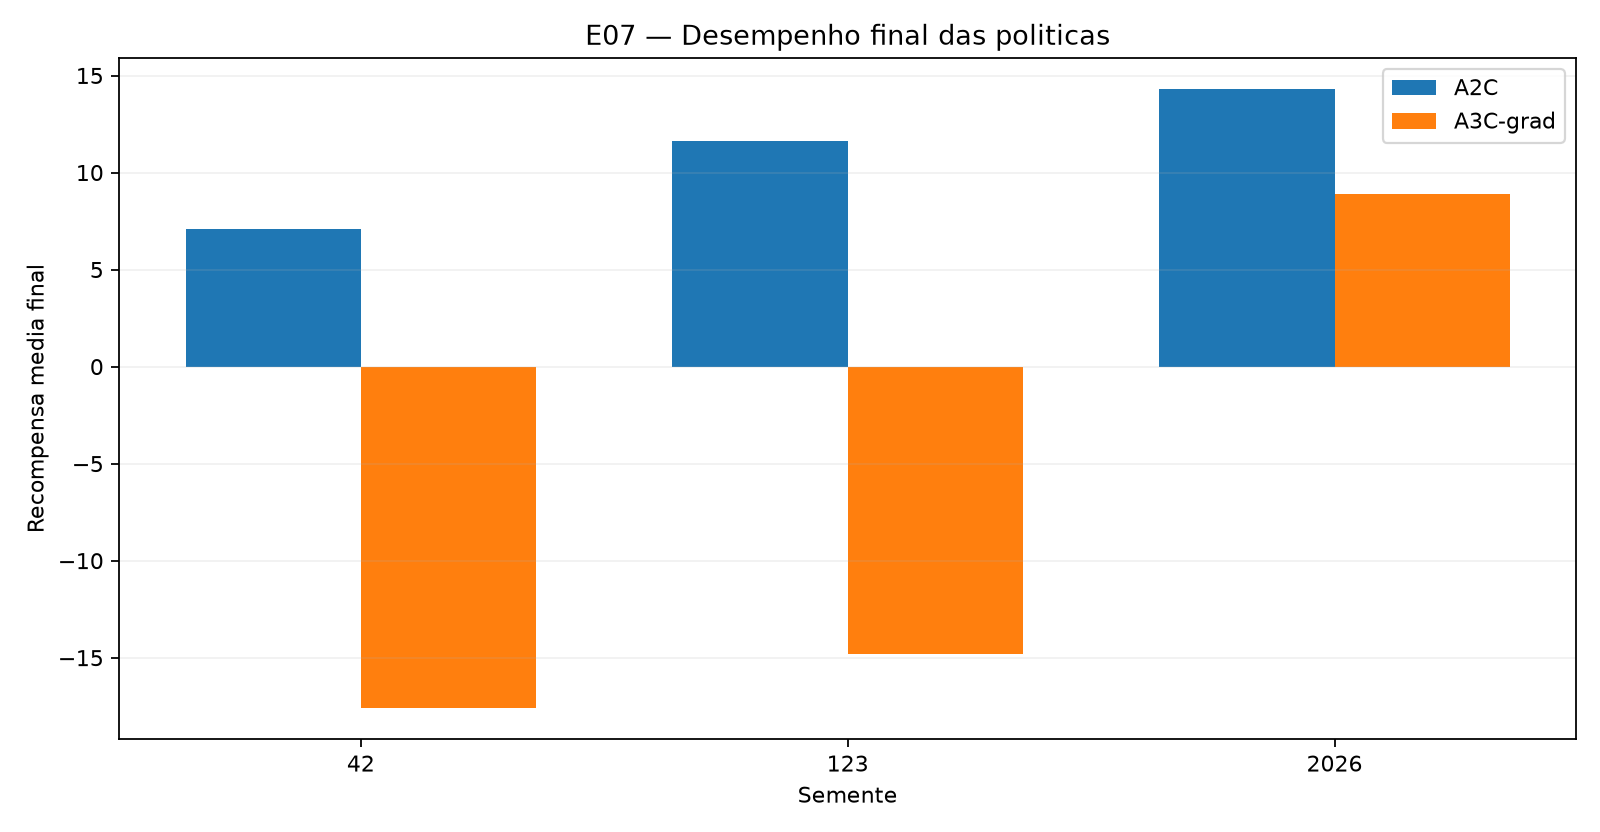 E07 — Desempenho final das politicas
A2C
A3C-grad
Recompensa media final
15
10
5
0
−5
−10
−15
42
123
2026
Semente